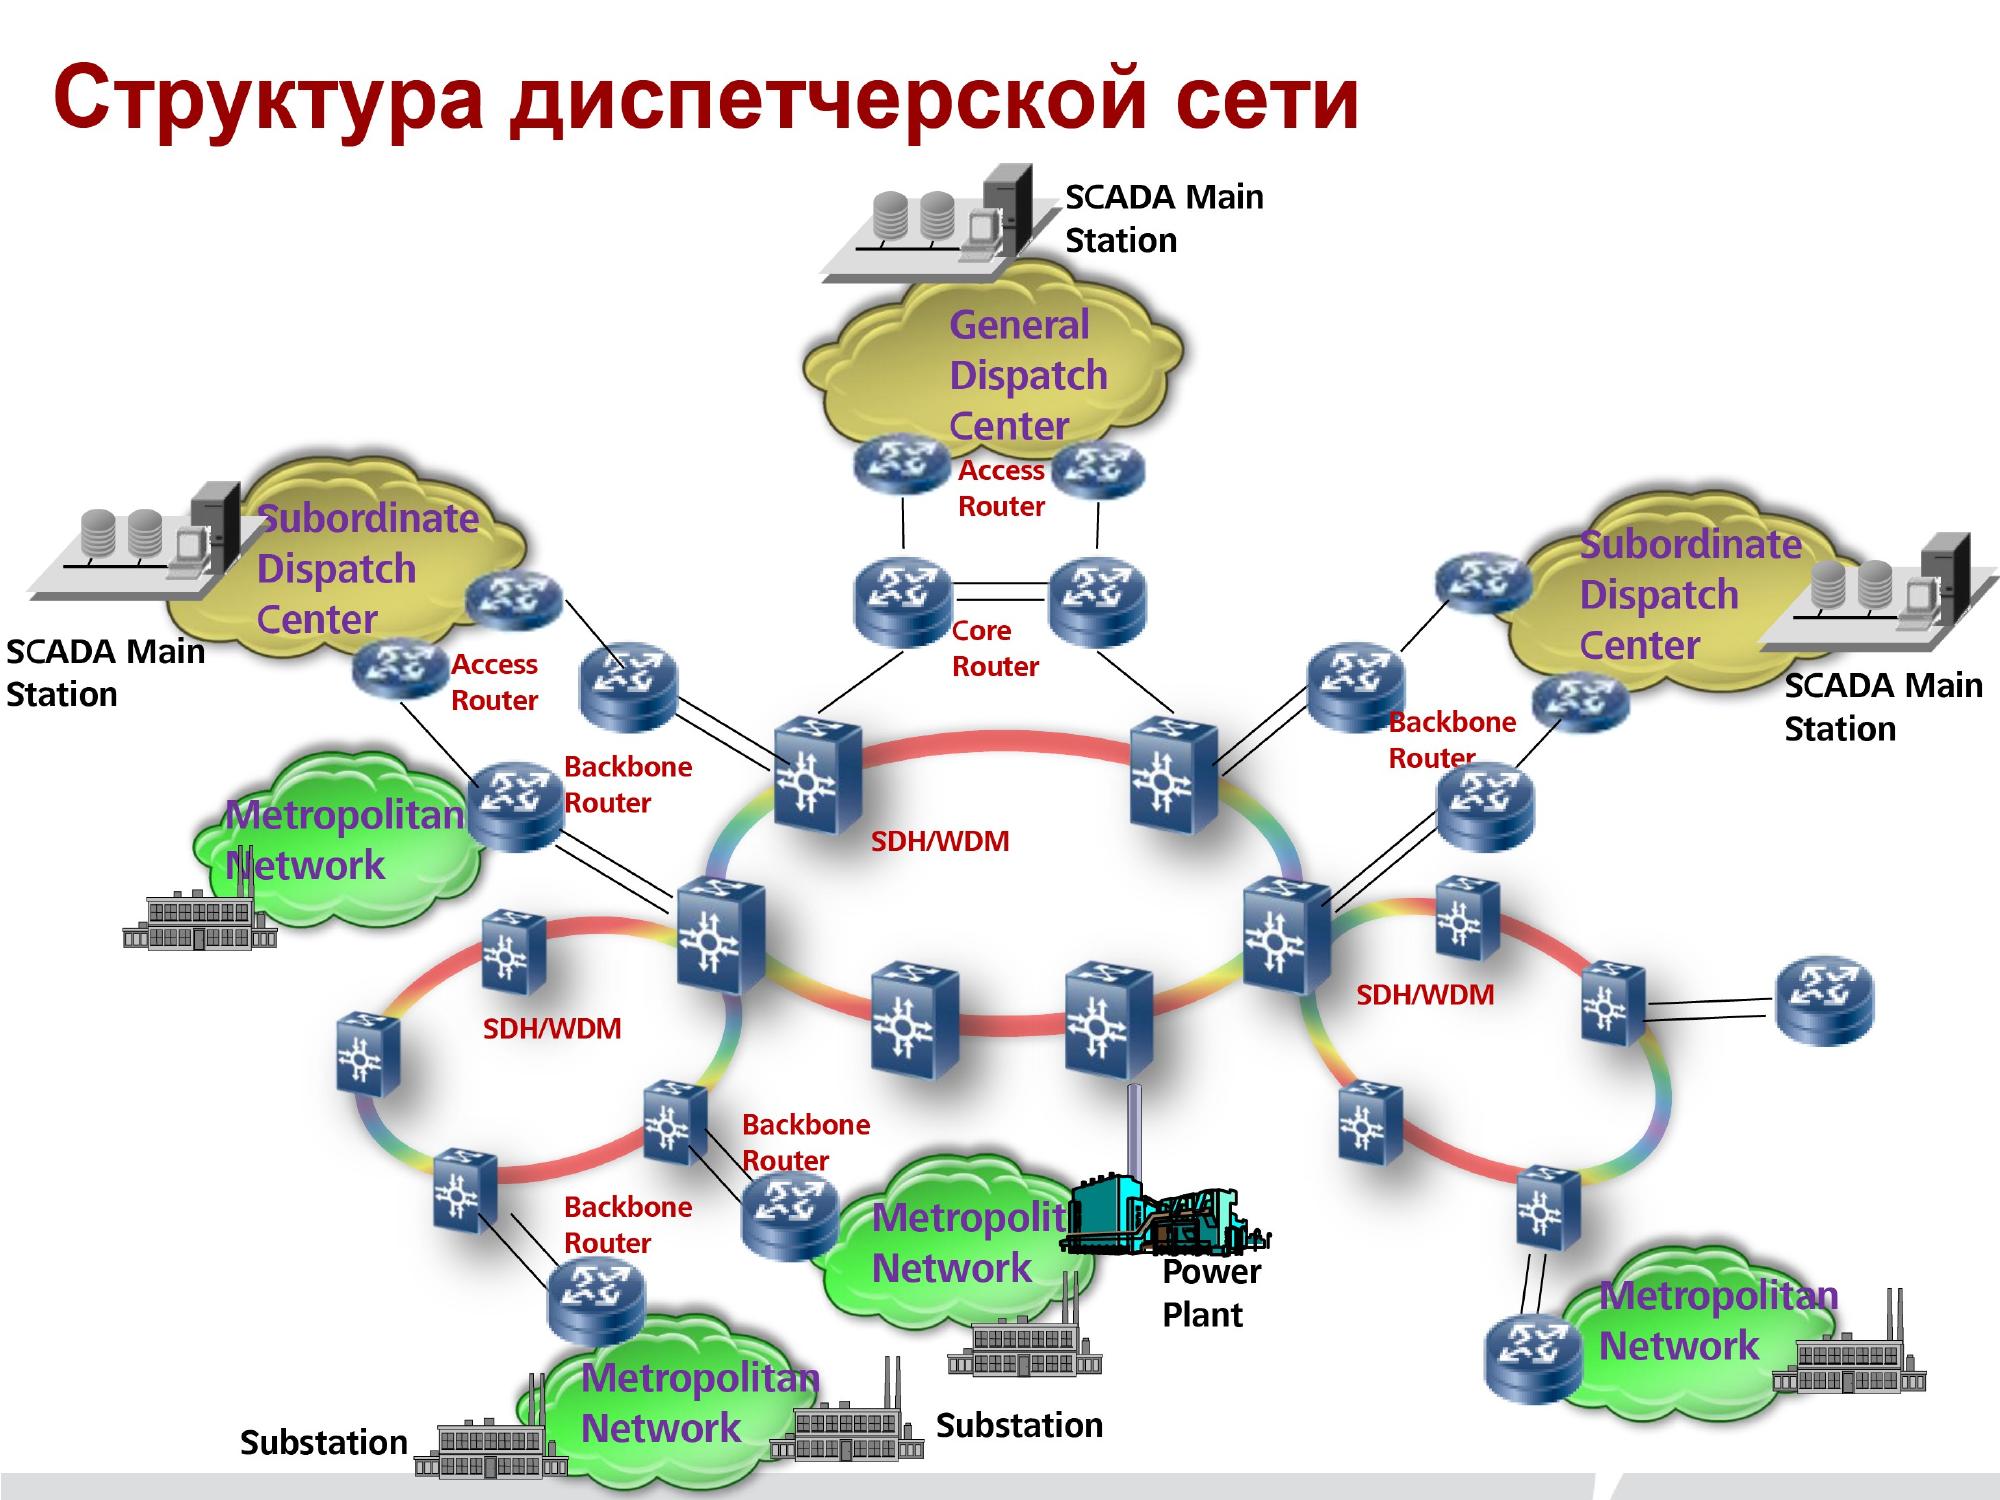 Структура диспетчерской сети
SCADA Main
Station
General
Dispatch
Center
Access
Router
Core
Router
Subordinate
Dispatch
Center
SCADA Main
Station
Access
Router
Backbone
Router
Metropolitan
Network
Subordinate
Dispatch
Center
SCADA Main
Station
Backbone
Router
SDH/WDM
SDH/WDM
SDH/WDM
Backbone
Router
Backbone
Router
Metropolit
Network
Power
Plant
Substation
Metropolitan
Network
Substation
Metropolitan
Network